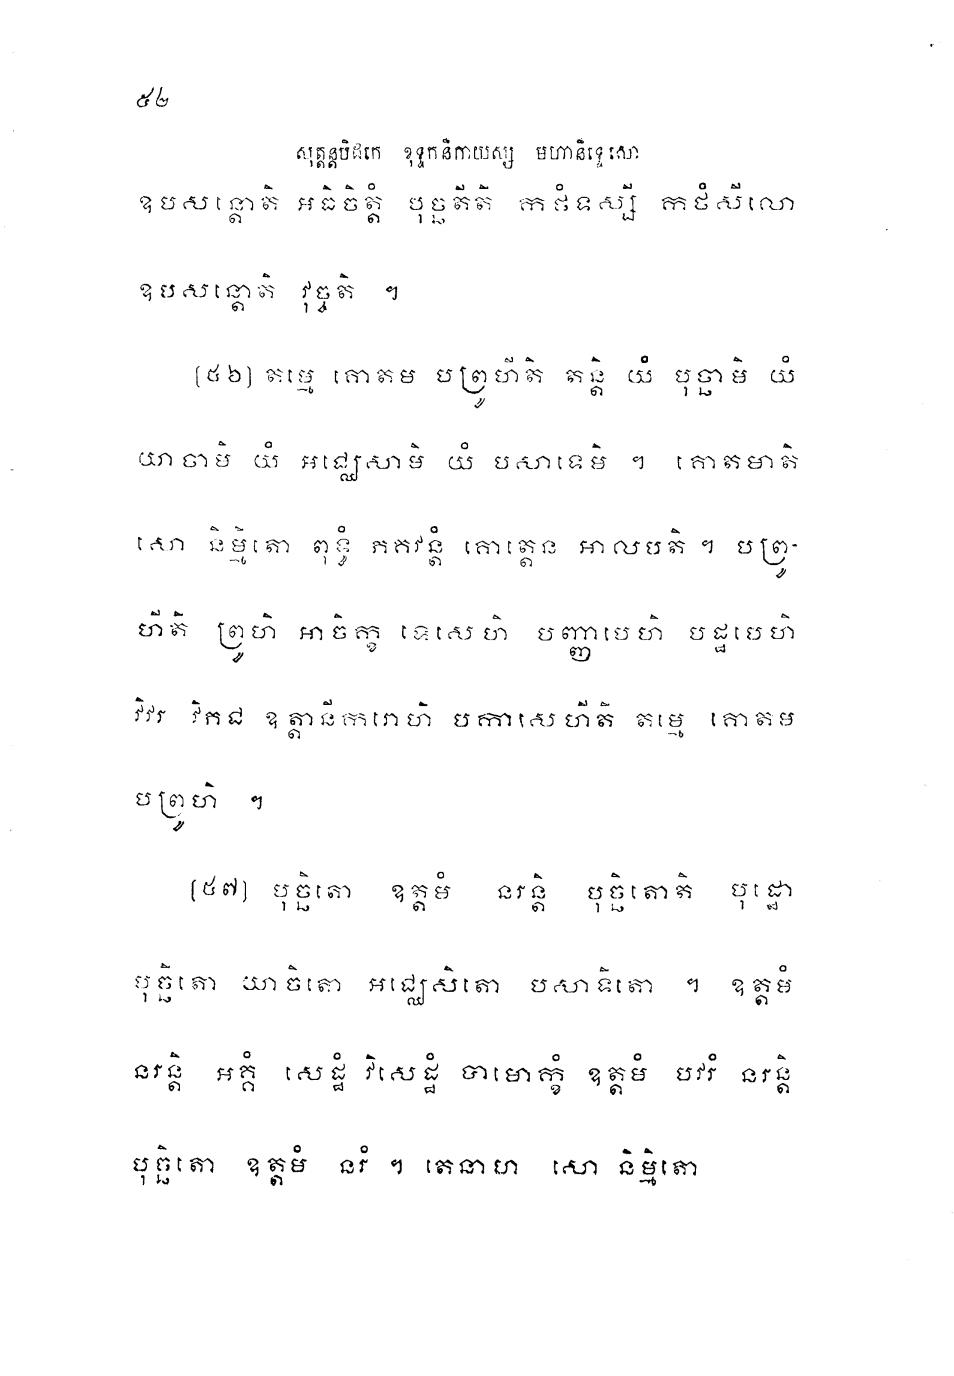 ៥២
សុត្តន្តបិដកេ ខុទ្ទកនិកាយស្ស មហានិទ្ទេសោ
ឧបសន្តោតិ អធិចិត្តំ បុច្ឆតីតិ កថំទស្សី កថំសីលោ
ឧបសន្តោតិ វុច្ចតិ ។
[៥៦] តម្មេ គោតម បព្រូហីតិ តន្តិ យំ បុច្ឆាមិ យំ
យាចាមិ យំ អជ្ឈេសាមិ យំ បសាទេមិ ។ គោតមាតិ
សោ និម្មិតោ ពុទ្ធំ ភគវន្តំ គោត្តេន អាលបតិ ។ បព្រូ-
ហីតិ ព្រូហិ អាចិក្ខ ទេសេហិ បញ្ញាបេហិ បដ្ឋបេហិ
វិវរ វិភជ ឧត្តានីករោហិ បកាសេហីតិ តម្មេ គោតម
បព្រូហិ ។
[៥៧] បុច្ឆិតោ ឧត្តមំ នរន្តិ បុច្ឆិតោតិ បុដ្ឋោ
បុច្ឆិតោ យាចិតោ អជ្ឈេសិតោ បសាទិតោ ។ ឧត្តមំ
នរន្តិ អគ្គំ សេដ្ឋំ វិសេដ្ឋំ បាមោក្ខំ ឧត្តមំ បវរំ នរន្តិ
បុច្ឆិតោ ឧត្តមំ នរំ ។ តេនាហ សោ និម្មិតោ